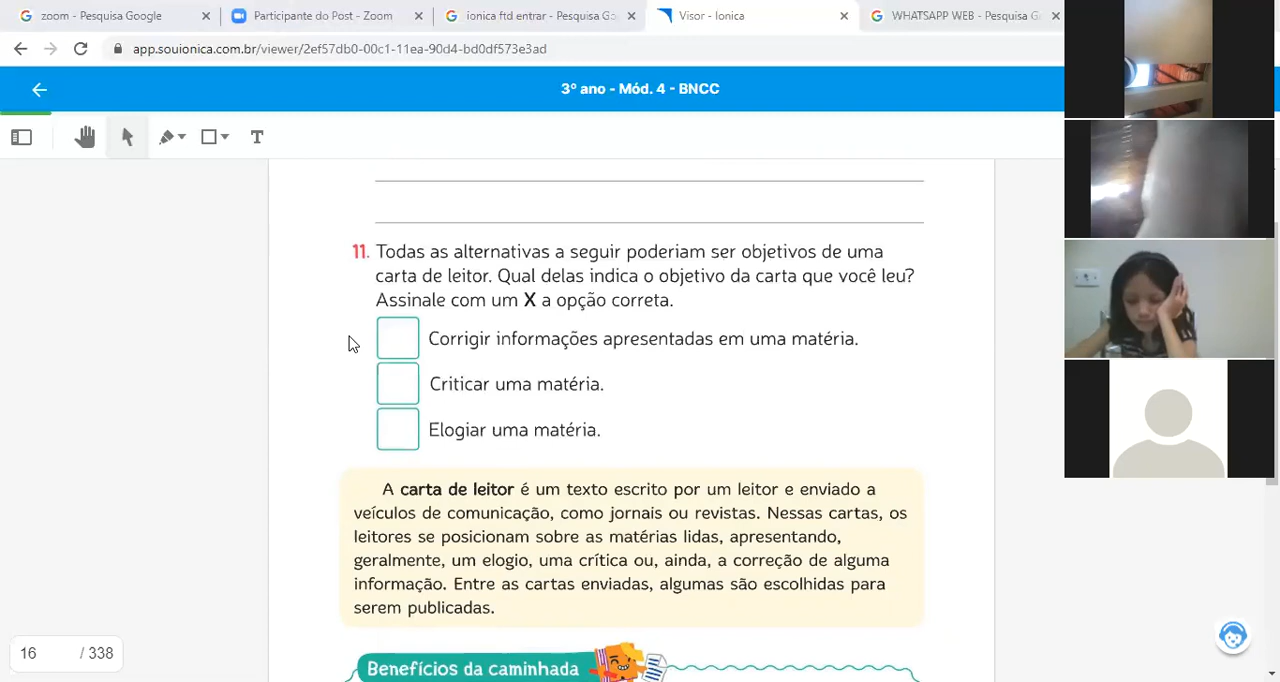 zoom - Pesquisa Google
Participante do Post - Zoom
ionica ftd entrar - Pesquisa Go
Visor - Ionica
WHATSAPP WEB - Pesquisa G
app.souionica.com.br/viewer/2ef57db0-00c1-11ea-90d4-bd0df573e3ad
3º ano - Mód. 4 - BNCC
T
11. Todas as alternativas a seguir poderiam ser objetivos de uma
carta de leitor. Qual delas indica o objetivo da carta que você leu?
Assinale com um X a opção correta.
Corrigir informações apresentadas em uma matéria.
Criticar uma matéria.
Elogiar uma matéria.
A carta de leitor é um texto escrito por um leitor e enviado a
veículos de comunicação, como jornais ou revistas. Nessas cartas, os
leitores se posicionam sobre as matérias lidas, apresentando,
geralmente, um elogio, uma crítica ou, ainda, a correção de alguma
informação. Entre as cartas enviadas, algumas são escolhidas para
serem publicadas.
16 / 338
Benefícios da caminhada